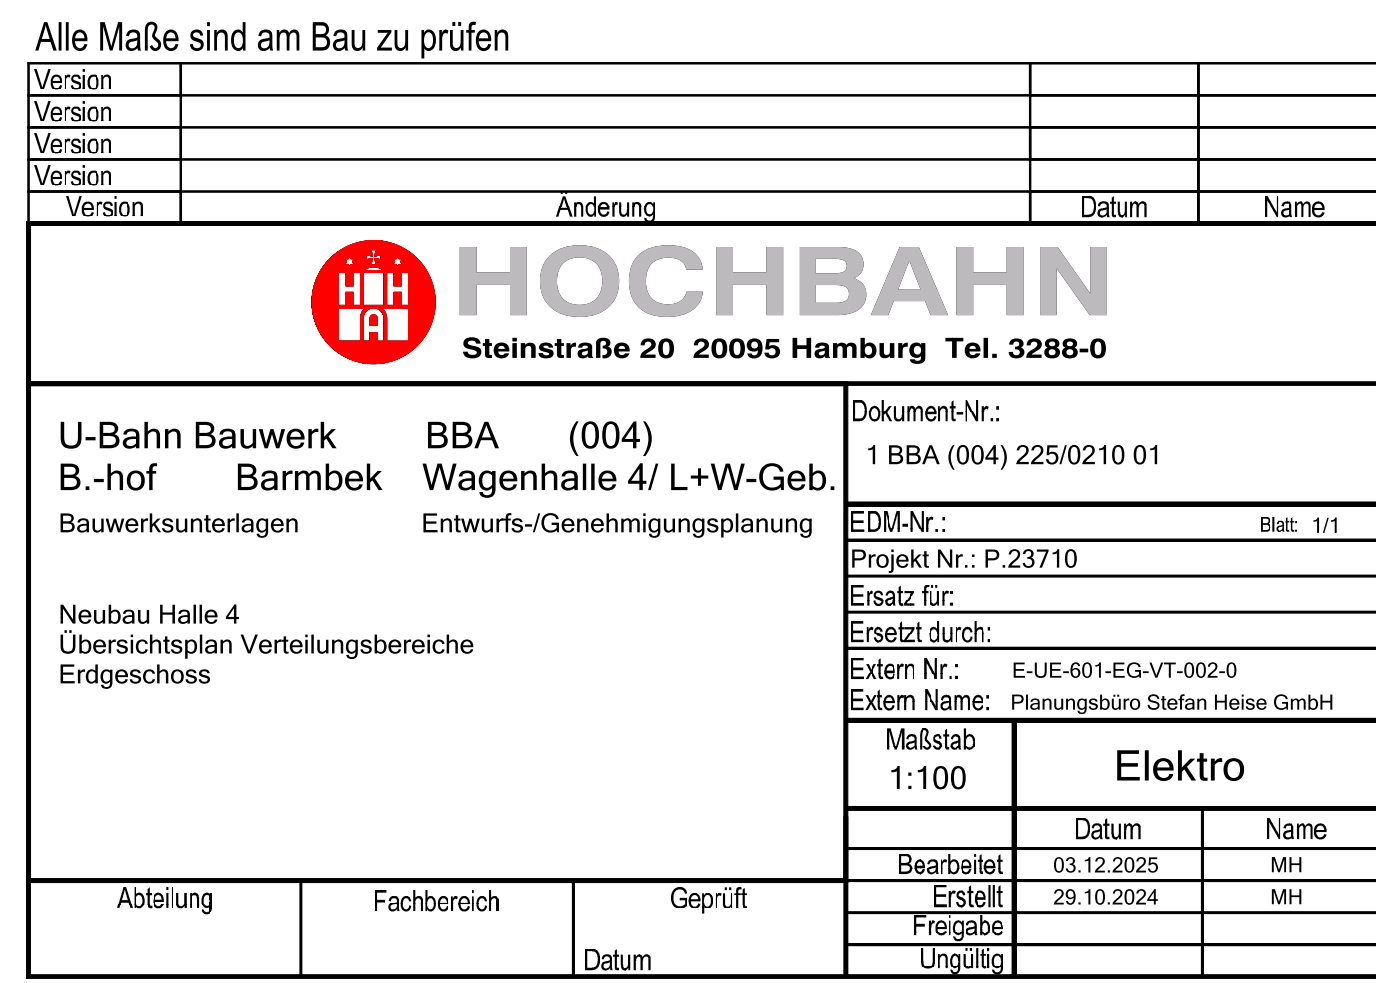 Alle Maße sind am Bau zu prüfen
Version
Version
Version
Version
Version Änderung Datum Name
HHA HOCHBAHN
Steinstraße 20 20095 Hamburg Tel. 3288-0
U-Bahn Bauwerk BBA (004)
B.-hof Barmbek Wagenhalle 4/ L+W-Geb.
Bauwerksunterlagen Entwurfs-/Genehmigungsplanung
Neubau Halle 4
Übersichtsplan Verteilungsbereiche
Erdgeschoss
Dokument-Nr.:
1 BBA (004) 225/0210 01
EDM-Nr.: Blatt: 1/1
Projekt Nr.: P.23710
Ersatz für:
Ersetzt durch:
Extern Nr.: E-UE-601-EG-VT-002-0
Extern Name: Planungsbüro Stefan Heise GmbH
Maßstab
1:100
Elektro
Datum Name
Bearbeitet 03.12.2025 MH
Erstellt 29.10.2024 MH
Freigabe
Ungültig
Abteilung Fachbereich Geprüft
Datum